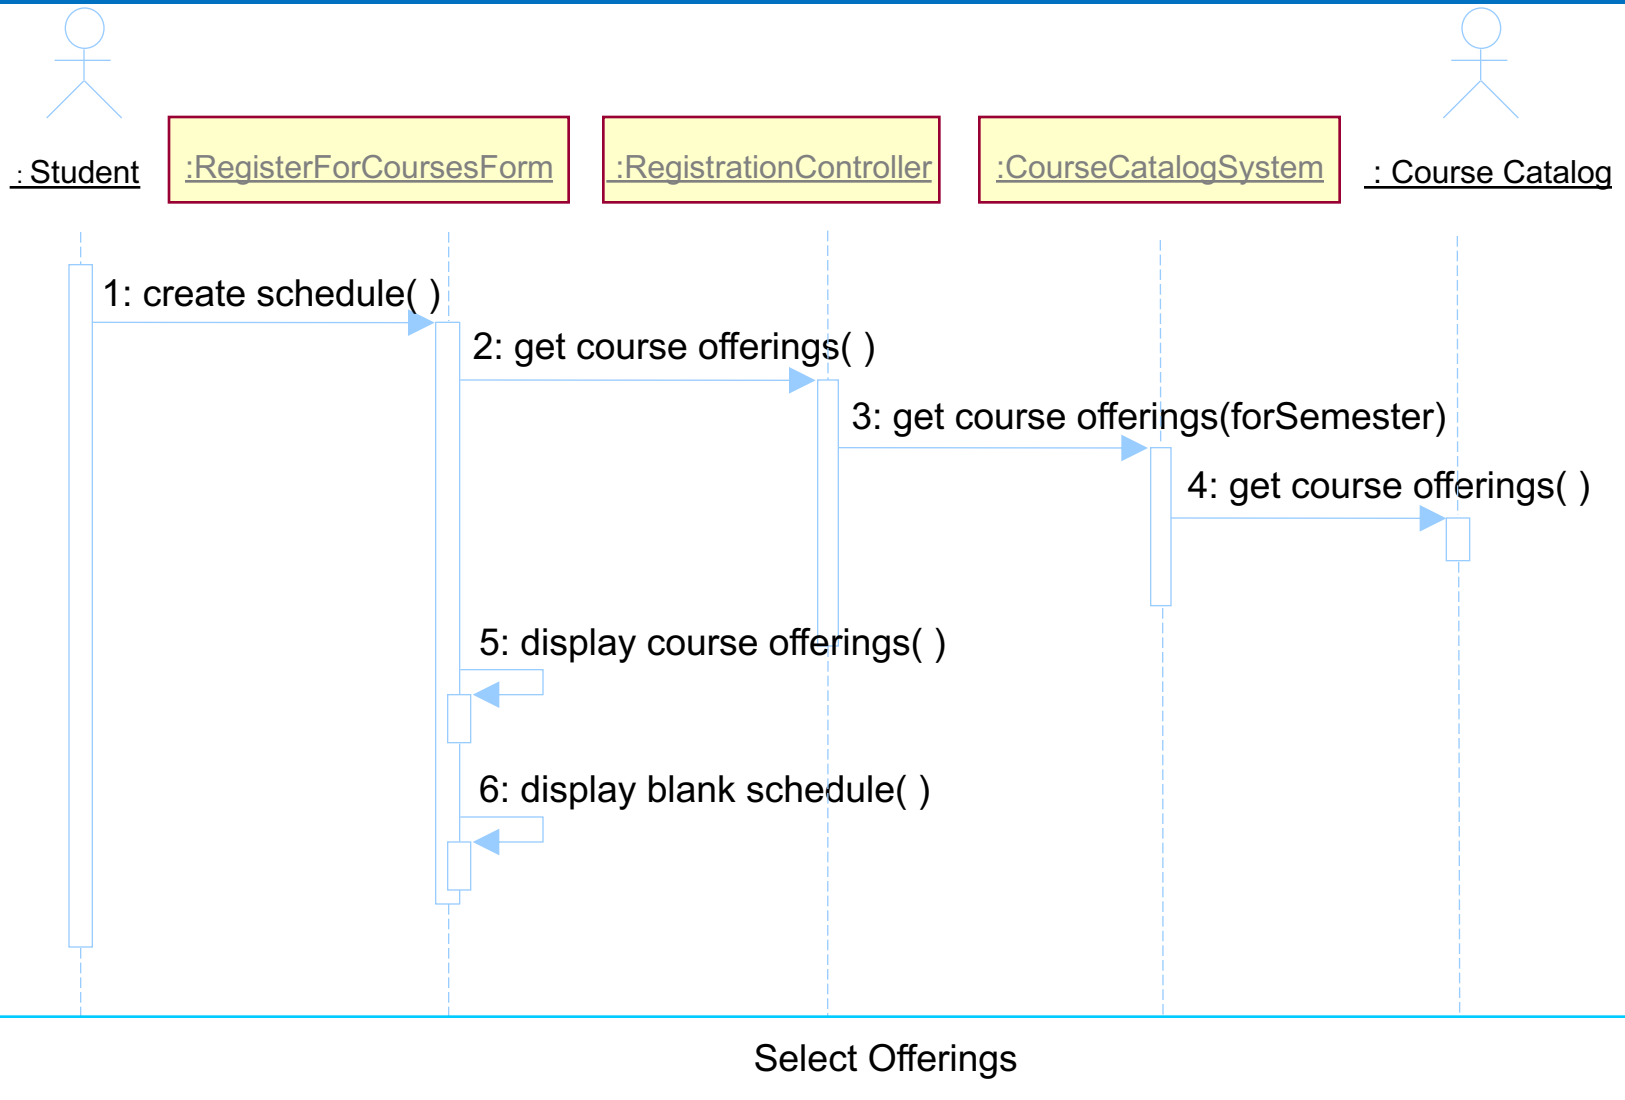 : Student
:RegisterForCoursesForm
:RegistrationController
:CourseCatalogSystem
: Course Catalog
1: create schedule( )
2: get course offerings( )
3: get course offerings(forSemester)
4: get course offerings( )
5: display course offerings( )
6: display blank schedule( )
Select Offerings